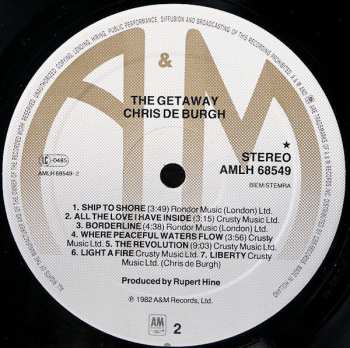 A&M
THE GETAWAY
CHRIS DE BURGH
LC-0485
AMLH 68549-2
★
STEREO
AMLH 68549
BIEM-STEMRA
1. SHIP TO SHORE (3:49) Rondor Music (London) Ltd.
2. ALL THE LOVE I HAVE INSIDE (3:15) Crusty Music Ltd.
3. BORDERLINE (4:38) Rondor Music (London) Ltd.
4. WHERE PEACEFUL WATERS FLOW (3:56) Crusty
Music Ltd. 5. THE REVOLUTION (9:03) Crusty Music Ltd.
6. LIGHT A FIRE Crusty Music Ltd. 7. LIBERTY Crusty Music Ltd.
(Chris de Burgh)
Produced by Rupert Hine
℗ 1982 A&M Records, Ltd.
A&M
2